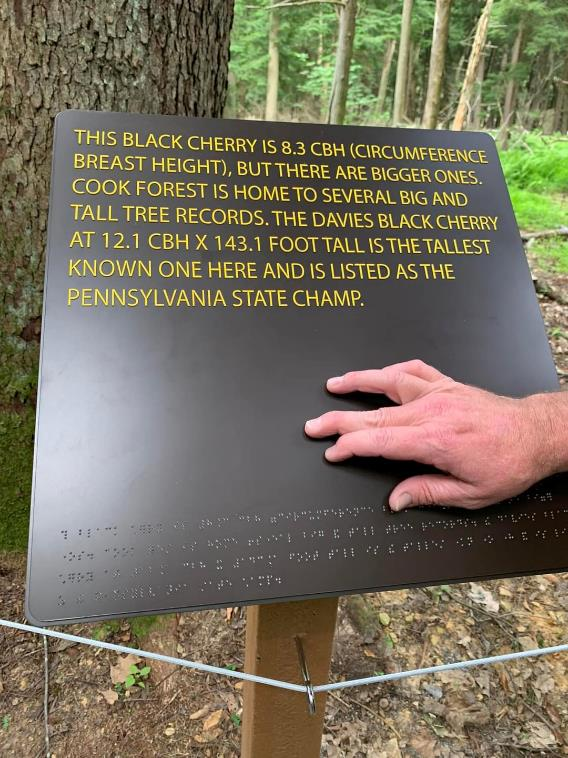 THIS BLACK CHERRY IS 8.3 CBH (CIRCUMFERENCE
BREAST HEIGHT), BUT THERE ARE BIGGER ONES.
COOK FOREST IS HOME TO SEVERAL BIG AND
TALL TREE RECORDS. THE DAVIES BLACK CHERRY
AT 12.1 CBH X 143.1 FOOT TALL IS THE TALLEST
KNOWN ONE HERE AND IS LISTED AS THE
PENNSYLVANIA STATE CHAMP.